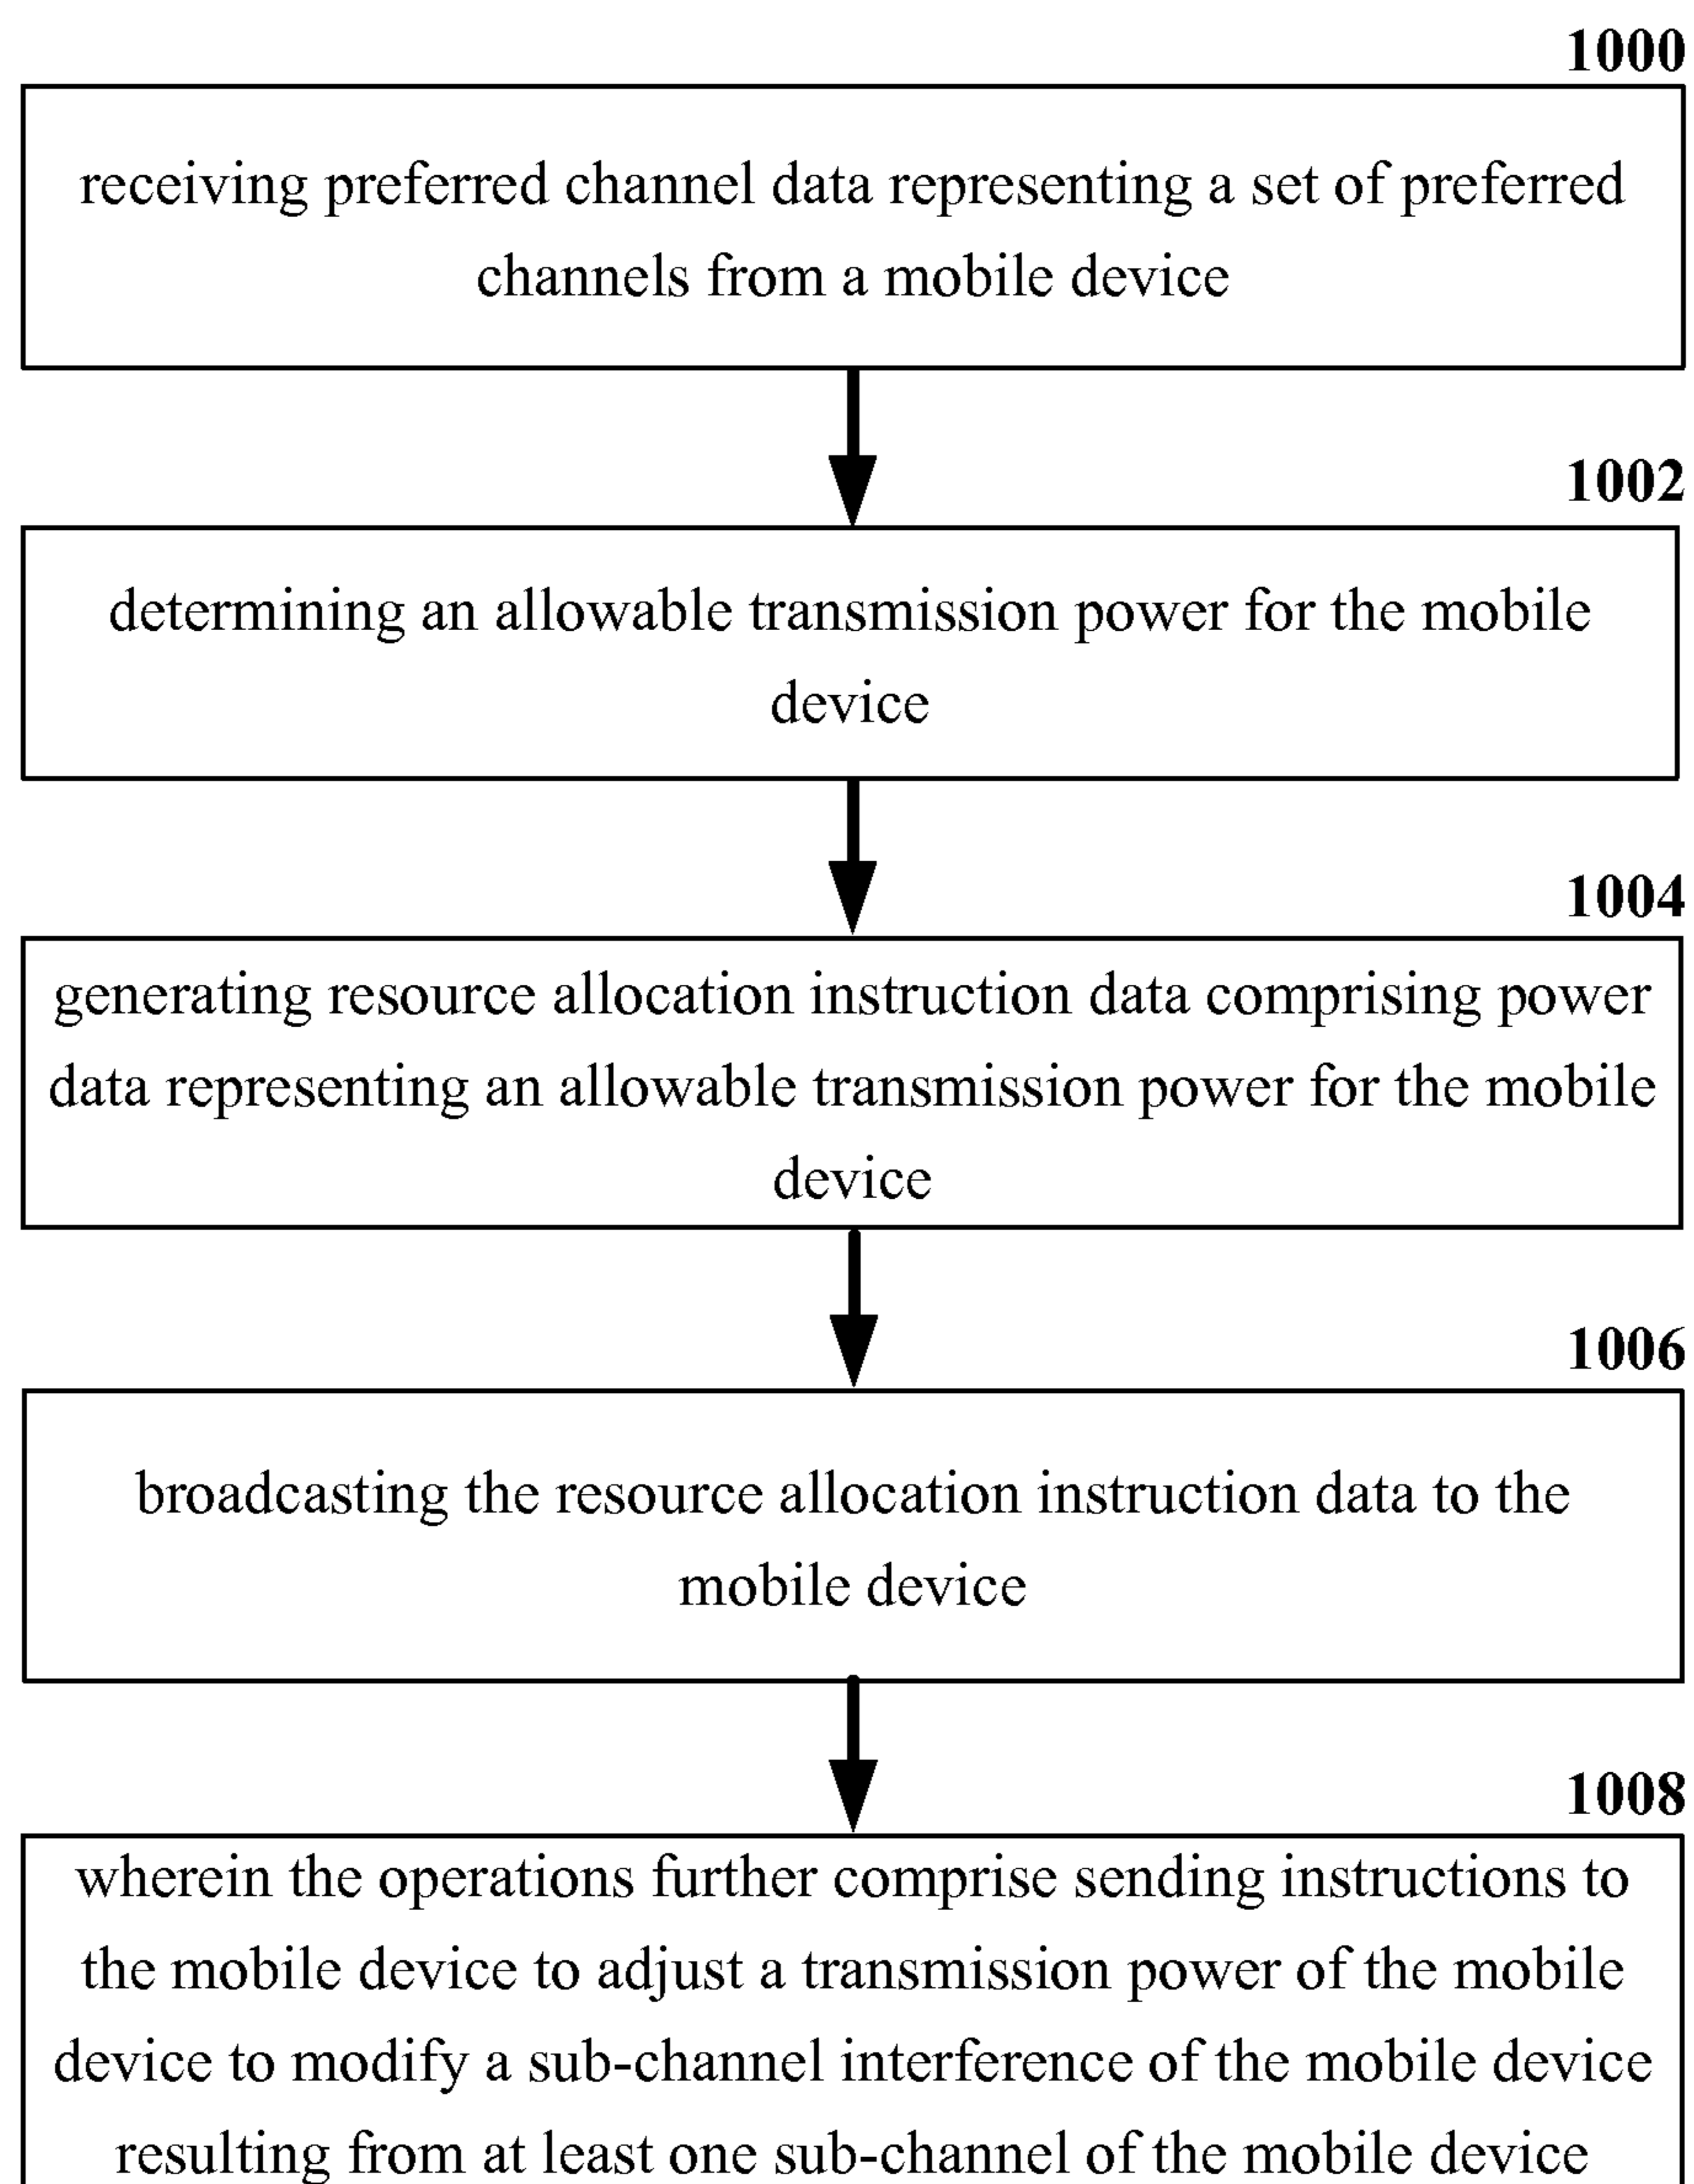 1000
receiving preferred channel data representing a set of preferred
channels from a mobile device
1002
determining an allowable transmission power for the mobile
device
1004
generating resource allocation instruction data comprising power
data representing an allowable transmission power for the mobile
device
1006
broadcasting the resource allocation instruction data to the
mobile device
1008
wherein the operations further comprise sending instructions to
the mobile device to adjust a transmission power of the mobile
device to modify a sub-channel interference of the mobile device
resulting from at least one sub-channel of the mobile device